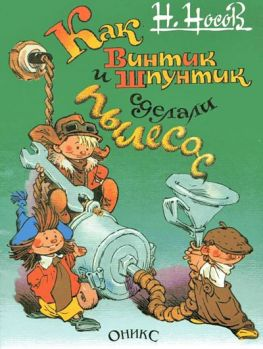 Н. Носов
Как
Винтик
и Шпунтик
сделали
пылесос
ОНИКС